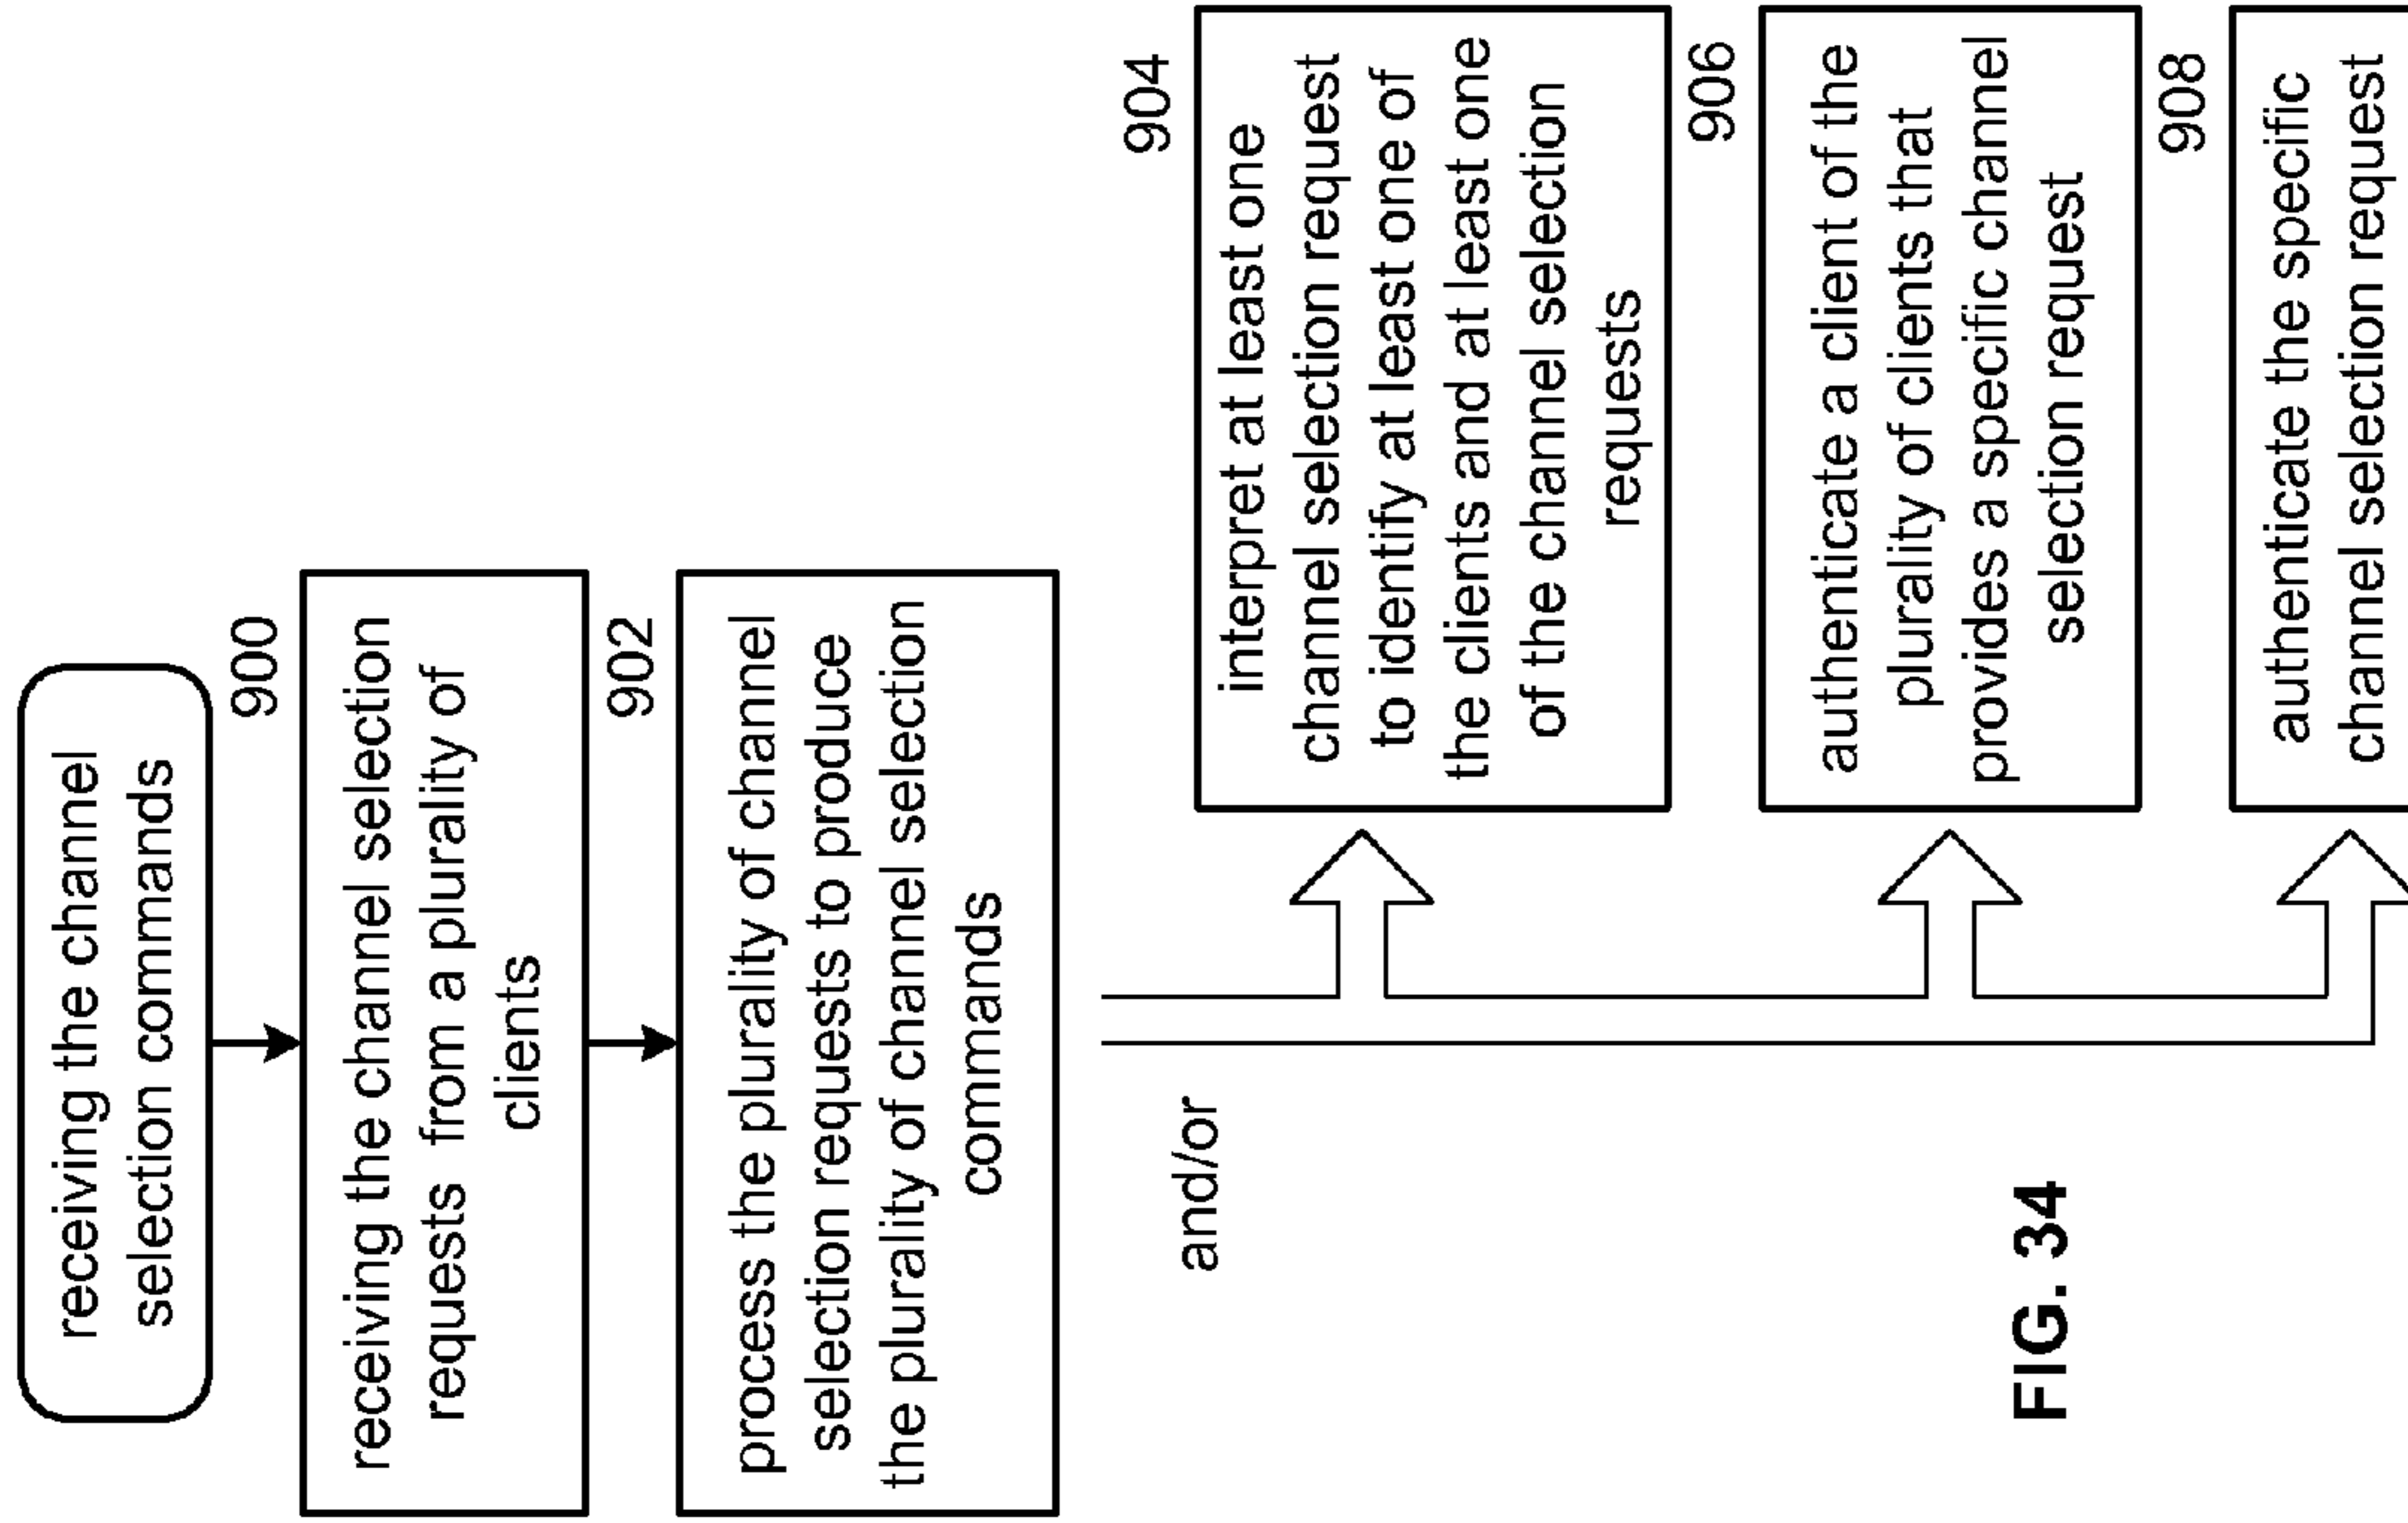 receiving the channel
selection commands
900
receiving the channel selection
requests from a plurality of
clients
902
process the plurality of channel
selection requests to produce
the plurality of channel selection
commands
and/or
904
interpret at least one
channel selection request
to identify at least one of
the clients and at least one
of the channel selection
requests
906
authenticate a client of the
plurality of clients that
provides a specific channel
selection request
908
authenticate the specific
channel selection request
FIG. 34